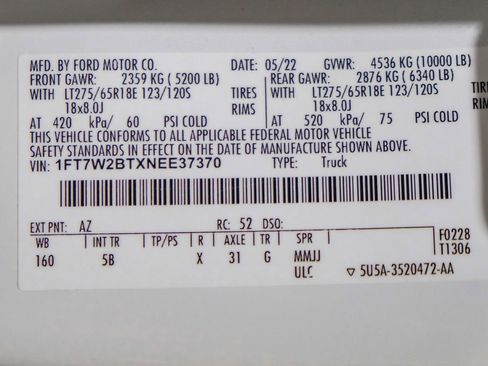 MFD. BY FORD MOTOR CO. DATE: 05/22 GVWR: 4536 KG (10000 LB)
FRONT GAWR: 2359 KG ( 5200 LB) REAR GAWR: 2876 KG ( 6340 LB)
WITH LT275/65R18E 123/120S TIRES WITH LT275/65R18E 123/120S TIRE
18x8.0J RIMS 18x8.0J RIMS
AT 420 kPa/ 60 PSI COLD AT 520 kPa/ 75 PSI COLD
THIS VEHICLE CONFORMS TO ALL APPLICABLE FEDERAL MOTOR VEHICLE
SAFETY STANDARDS IN EFFECT ON THE DATE OF MANUFACTURE SHOWN ABOVE.
VIN: 1FT7W2BTXNEE37370 TYPE: Truck
EXT PNT: AZ RC: 52 DSO:
WB INT TR TP/PS R AXLE TR SPR F0228
160 5B X 31 G MMJJ T1306
ULC ▽ 5U5A-3520472-AA